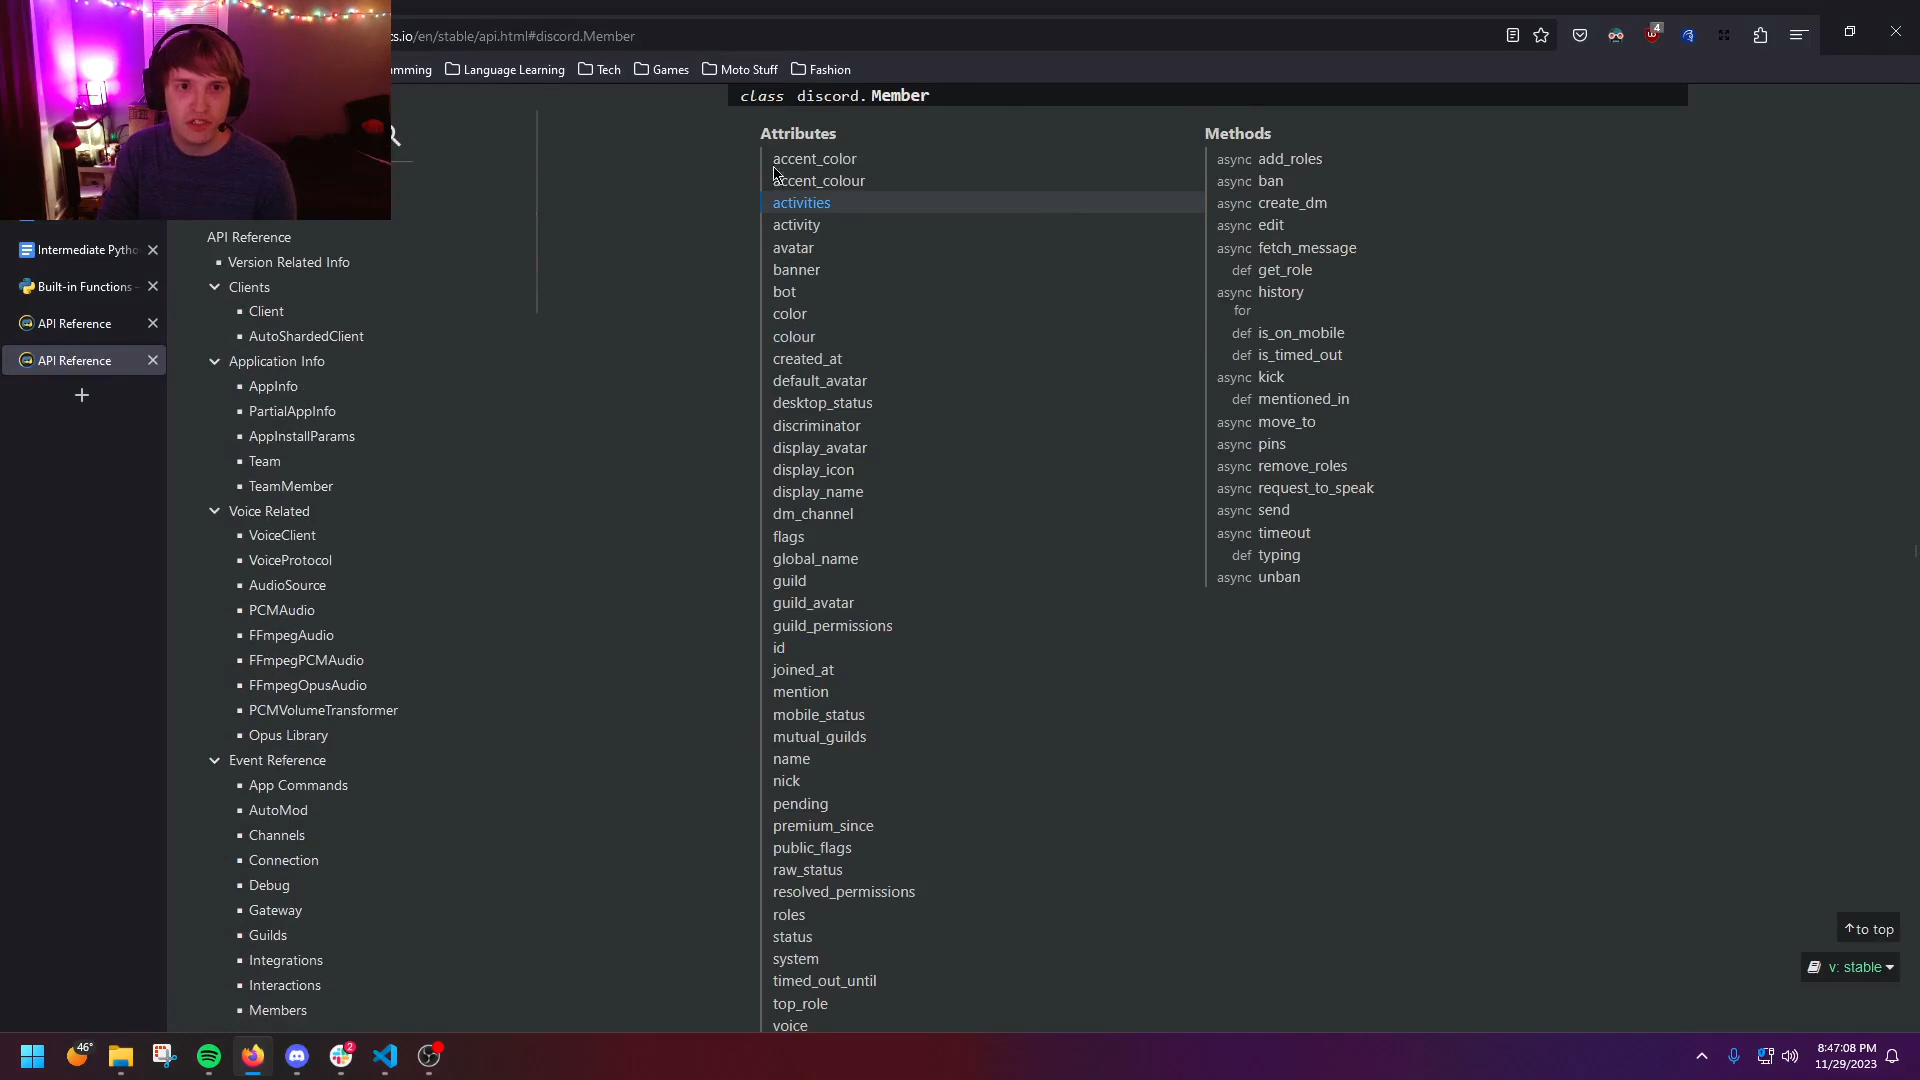 cs.io/en/stable/api.html#discord.Member
4
mming
Language Learning
Tech
Games
Moto Stuff
Fashion
class discord.Member
Intermediate Pytho
Built-in Functions -
API Reference
API Reference
API Reference
Version Related Info
Clients
Client
AutoShardedClient
Application Info
AppInfo
PartialAppInfo
AppInstallParams
Team
TeamMember
Voice Related
VoiceClient
VoiceProtocol
AudioSource
PCMAudio
FFmpegAudio
FFmpegPCMAudio
FFmpegOpusAudio
PCMVolumeTransformer
Opus Library
Event Reference
App Commands
AutoMod
Channels
Connection
Debug
Gateway
Guilds
Integrations
Interactions
Members
Attributes
accent_color
accent_colour
activities
activity
avatar
banner
bot
color
colour
created_at
default_avatar
desktop_status
discriminator
display_avatar
display_icon
display_name
dm_channel
flags
global_name
guild
guild_avatar
guild_permissions
id
joined_at
mention
mobile_status
mutual_guilds
name
nick
pending
premium_since
public_flags
raw_status
resolved_permissions
roles
status
system
timed_out_until
top_role
voice
Methods
async add_roles
async ban
async create_dm
async edit
async fetch_message
def get_role
async history
for
def is_on_mobile
def is_timed_out
async kick
def mentioned_in
async move_to
async pins
async remove_roles
async request_to_speak
async send
async timeout
def typing
async unban
↑to top
v: stable
46°
2
8:47:08 PM
11/29/2023